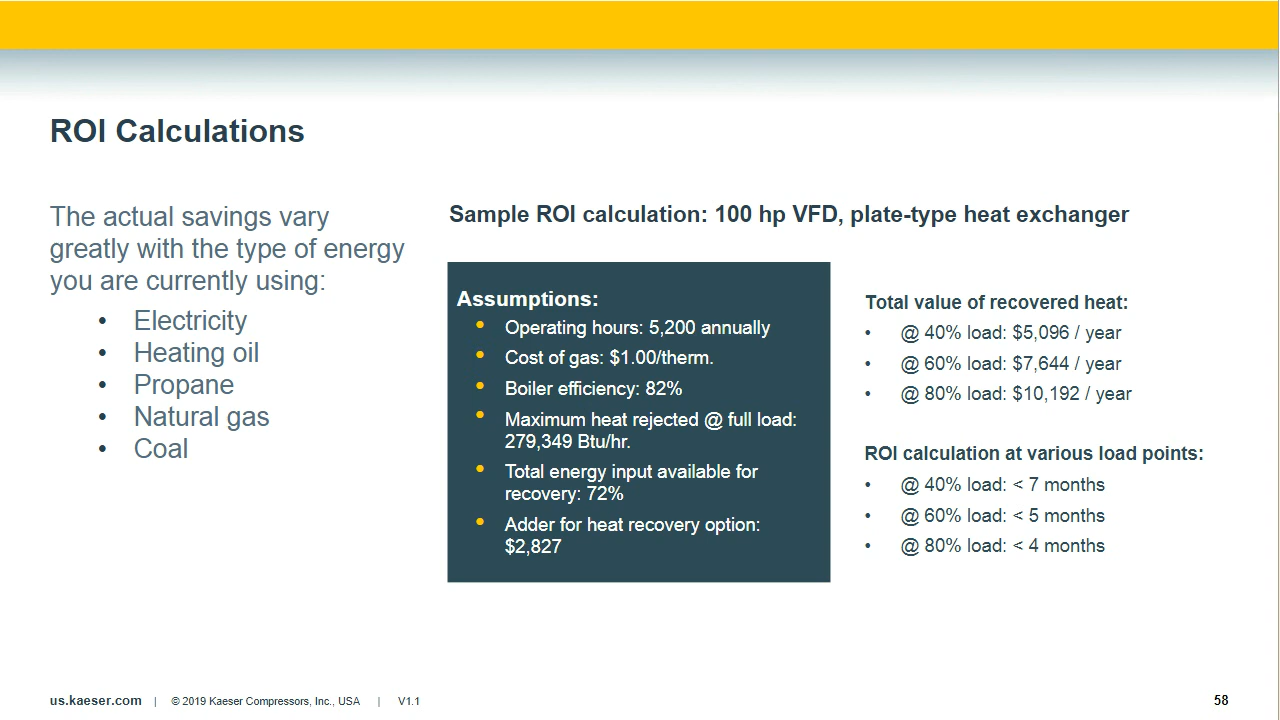 ROI Calculations
The actual savings vary
greatly with the type of energy
you are currently using:
• Electricity
• Heating oil
• Propane
• Natural gas
• Coal
Sample ROI calculation: 100 hp VFD, plate-type heat exchanger
Assumptions:
• Operating hours: 5,200 annually
• Cost of gas: $1.00/therm.
• Boiler efficiency: 82%
• Maximum heat rejected @ full load:
279,349 Btu/hr.
• Total energy input available for
recovery: 72%
• Adder for heat recovery option:
$2,827
Total value of recovered heat:
• @ 40% load: $5,096 / year
• @ 60% load: $7,644 / year
• @ 80% load: $10,192 / year
ROI calculation at various load points:
• @ 40% load: < 7 months
• @ 60% load: < 5 months
• @ 80% load: < 4 months
us.kaeser.com | © 2019 Kaeser Compressors, Inc., USA | V1.1
58